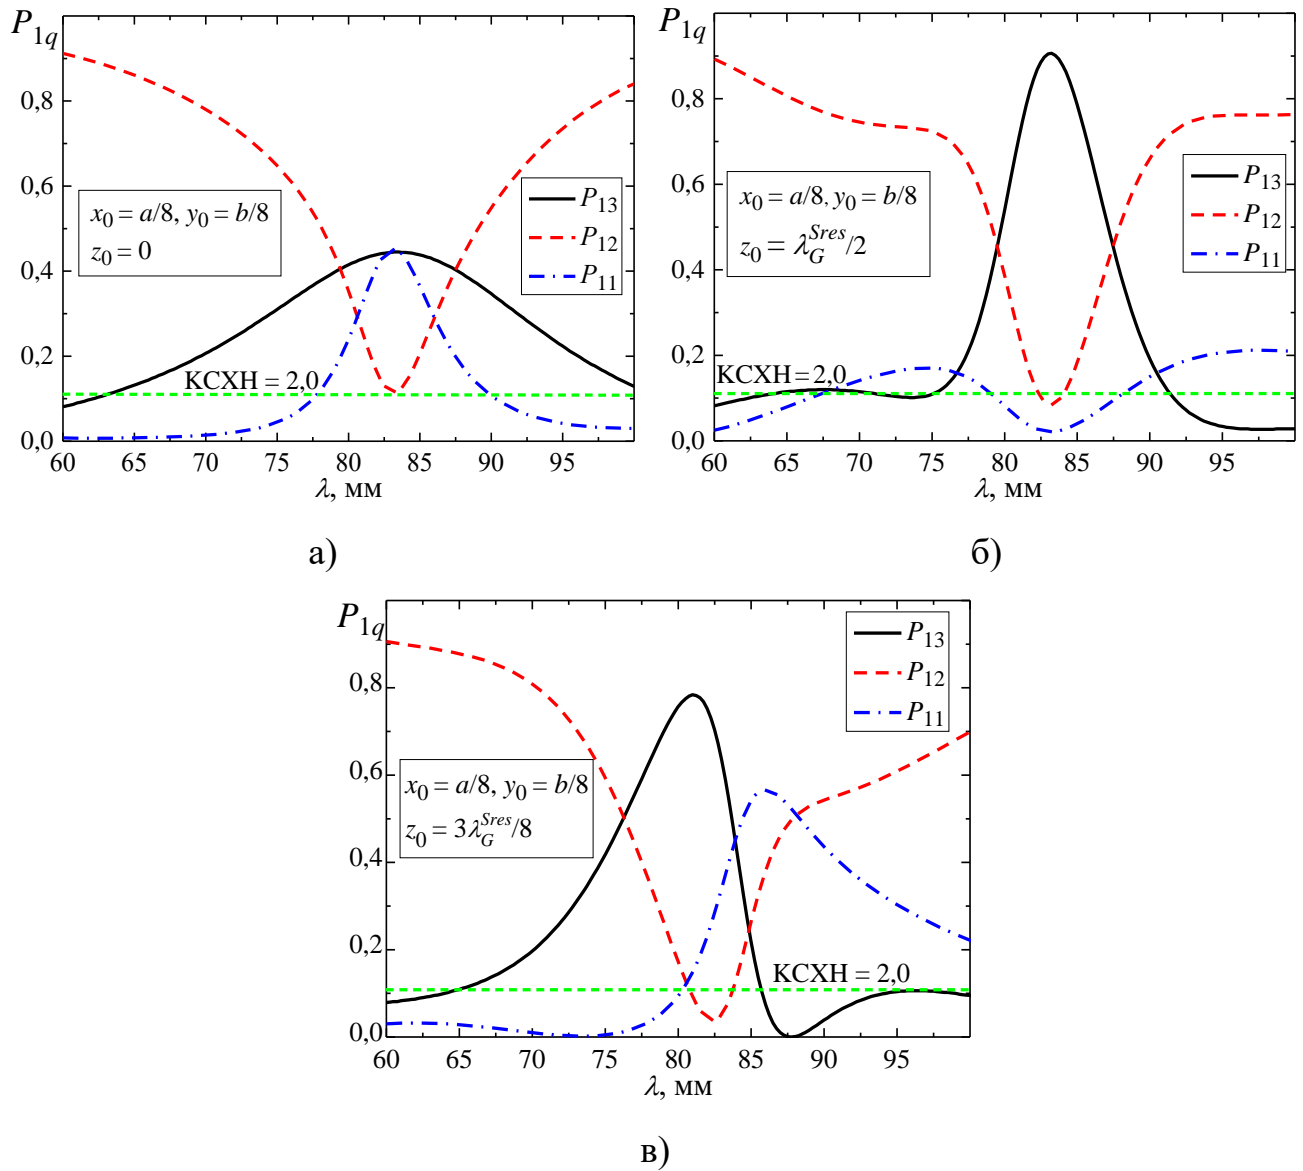 P1q
0,8
0,6
0,4
0,2
0,0
60 65 70 75 80 85 90 95
λ, мм
x0 = a/8, y0 = b/8
z0 = 0
P13
P12
P11
КСХН = 2,0
а)
P1q
0,8
0,6
0,4
0,2
0,0
60 65 70 75 80 85 90 95
λ, мм
x0 = a/8, y0 = b/8
z0 = λG^Sres/2
P13
P12
P11
КСХН = 2,0
б)
P1q
0,8
0,6
0,4
0,2
0,0
60 65 70 75 80 85 90 95
λ, мм
x0 = a/8, y0 = b/8
z0 = 3λG^Sres/8
P13
P12
P11
КСХН = 2,0
в)